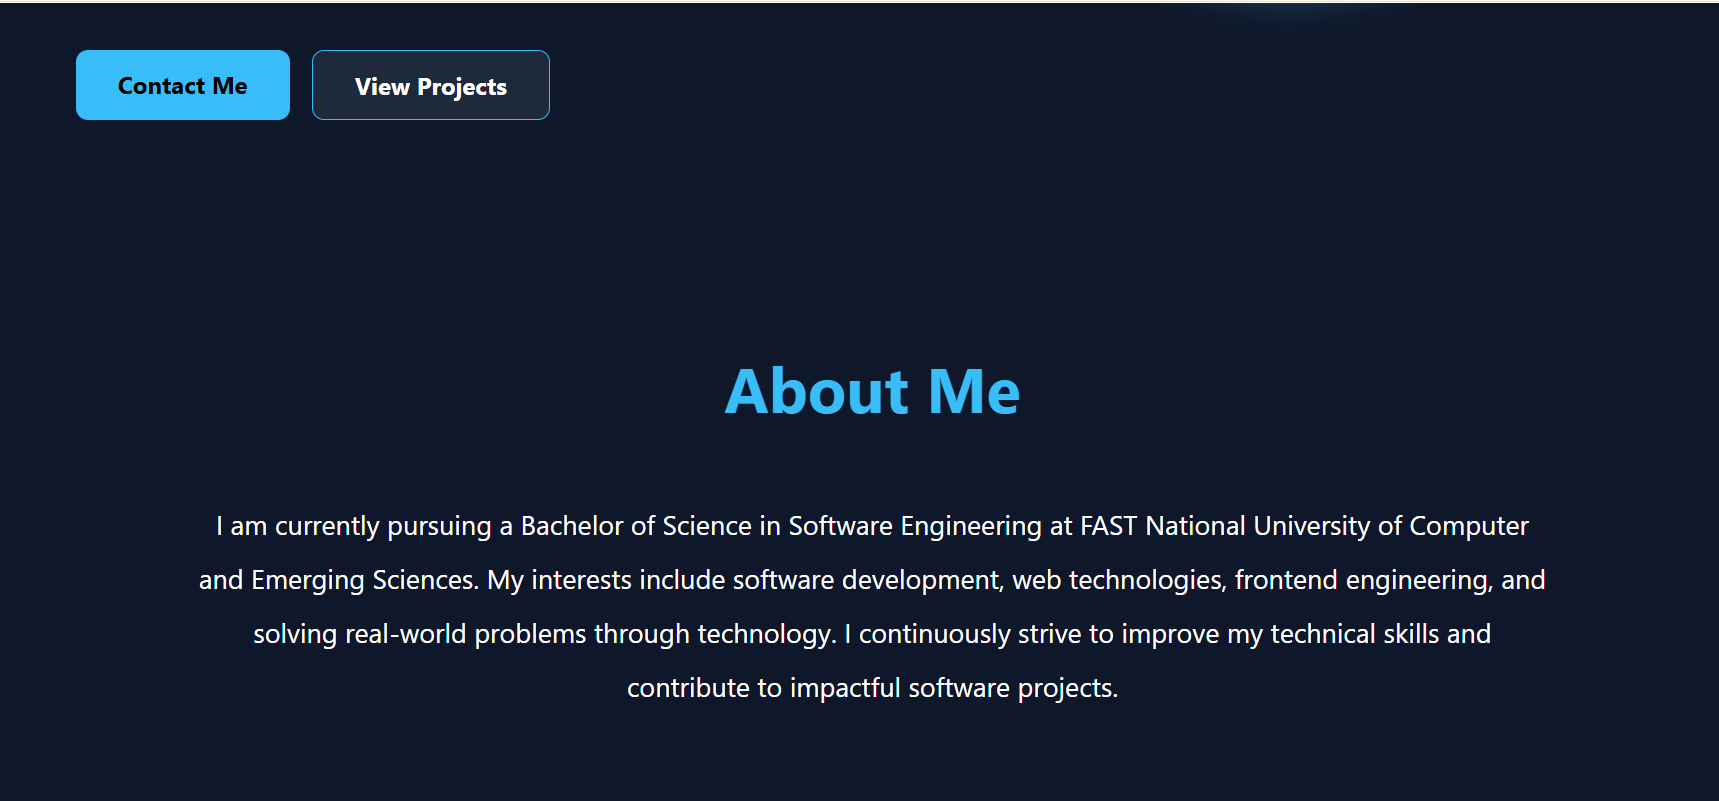 Contact Me
View Projects
About Me
I am currently pursuing a Bachelor of Science in Software Engineering at FAST National University of Computer
and Emerging Sciences. My interests include software development, web technologies, frontend engineering, and
solving real-world problems through technology. I continuously strive to improve my technical skills and
contribute to impactful software projects.